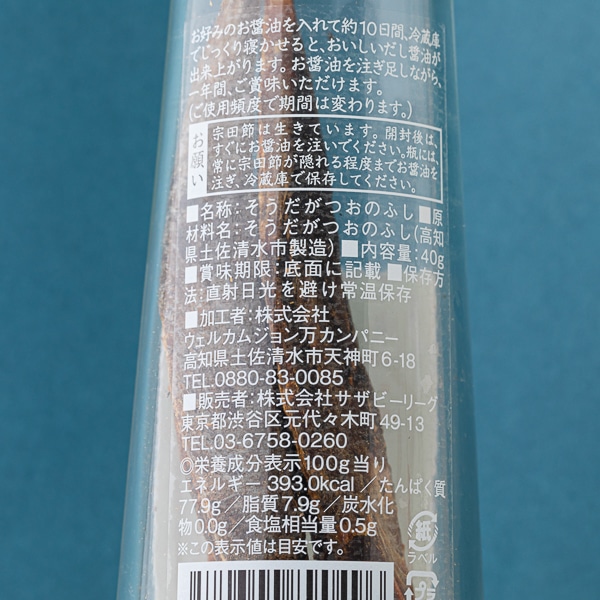 お好みのお醤油を入れて約10日間、冷蔵庫
でじっくり寝かせると、おいしいだし醤油が
出来上がります。お醤油を注ぎ足しながら、
一年間、ご賞味いただけます。
(ご使用頻度で期間は変わります。)
お願い
宗田節は生きています。開封後は、
すぐにお醤油を注いでください。瓶には、
常に宗田節が隠れる程度までお醤油を
注ぎ、冷蔵庫で保存してください。
■名称:そうだがつおのふし ■原
材料名:そうだがつおのふし(高知
県土佐清水市製造) ■内容量:40g
■賞味期限:底面に記載 ■保存方
法:直射日光を避け常温保存
■加工者:株式会社
ウェルカムジョン万カンパニー
高知県土佐清水市天神町6-18
TEL.0880-83-0085
■販売者:株式会社サザビーリーグ
東京都渋谷区元代々木町49-13
TEL.03-6758-0260
◎栄養成分表示100g当り
エネルギー 393.0kcal /たんぱく質
77.9g/脂質7.9g/炭水化
物0.0g/食塩相当量0.5g
※この表示値は目安です。
紙
ラベル
プラ